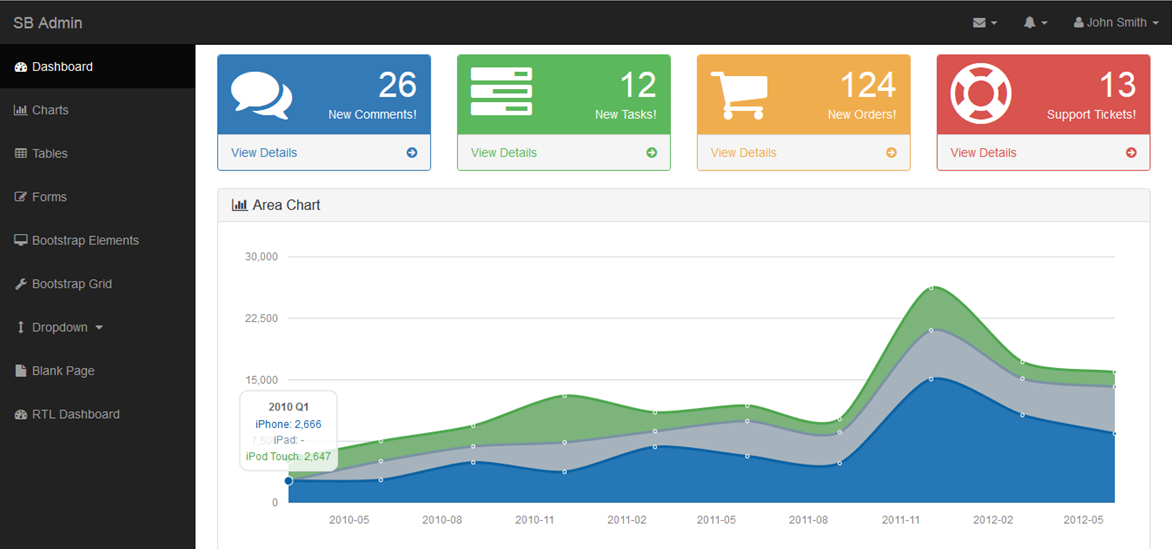 SB Admin
John Smith
Dashboard
Charts
Tables
Forms
Bootstrap Elements
Bootstrap Grid
Dropdown
Blank Page
RTL Dashboard
26
New Comments!
View Details
12
New Tasks!
View Details
124
New Orders!
View Details
13
Support Tickets!
View Details
Area Chart
30,000
22,500
15,000
7,500
0
2010 Q1
iPhone: 2,666
iPad: -
iPod Touch: 2,647
2010-05 2010-08 2010-11 2011-02 2011-05 2011-08 2011-11 2012-02 2012-05